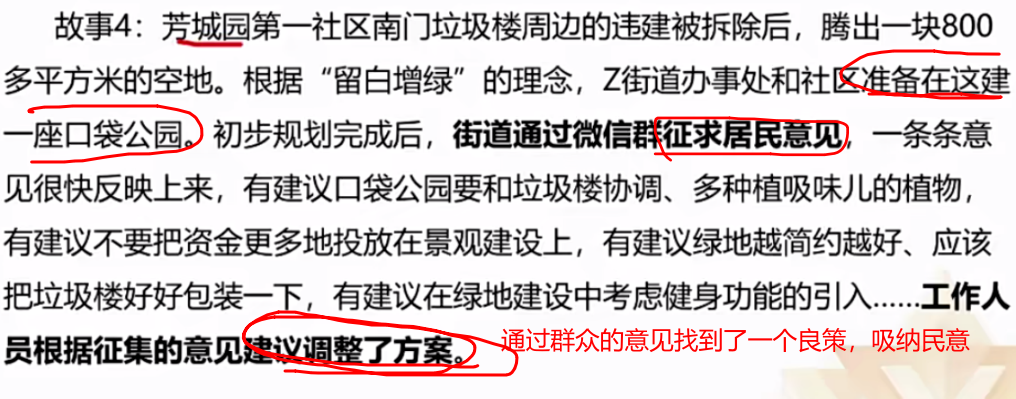 故事4：芳城园第一社区南门垃圾楼周边的违建被拆除后，腾出一块800
多平方米的空地。根据“留白增绿”的理念，Z街道办事处和社区准备在这建
一座口袋公园。初步规划完成后，街道通过微信群征求居民意见，一条条意
见很快反映上来，有建议口袋公园要和垃圾楼协调、多种植吸味儿的植物，
有建议不要把资金更多地投放在景观建设上，有建议绿地越简约越好、应该
把垃圾楼好好包装一下，有建议在绿地建设中考虑健身功能的引入......工作人
员根据征集的意见建议调整了方案。 通过群众的意见找到了一个良策，吸纳民意